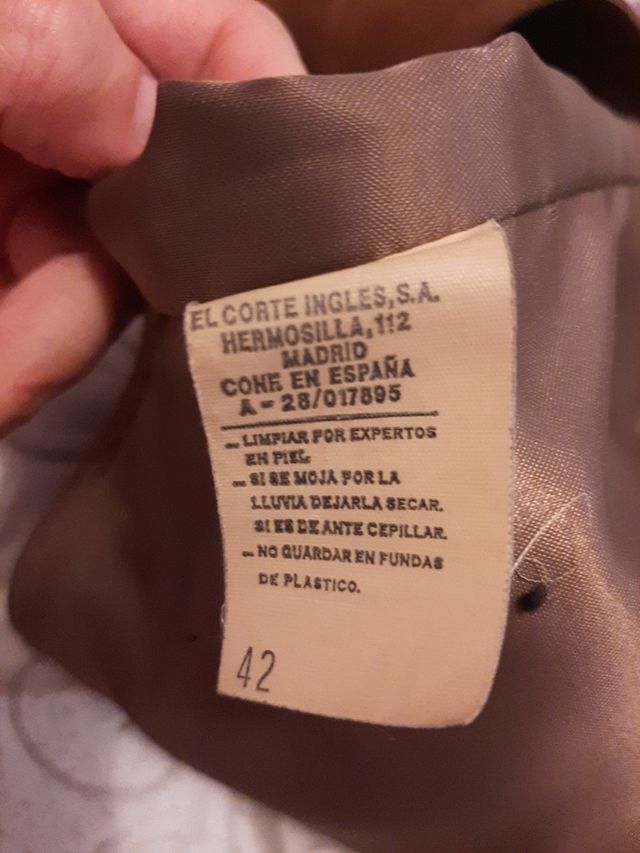 EL CORTE INGLES, S.A.
HERMOSILLA, 112
MADRID
CONF. EN ESPAÑA
A - 28/017895
- LIMPIAR POR EXPERTOS
EN PIEL.
- SI SE MOJA POR LA
LLUVIA DEJARLA SECAR.
SI ES DE ANTE CEPILLAR.
- NO GUARDAR EN FUNDAS
DE PLASTICO.
42